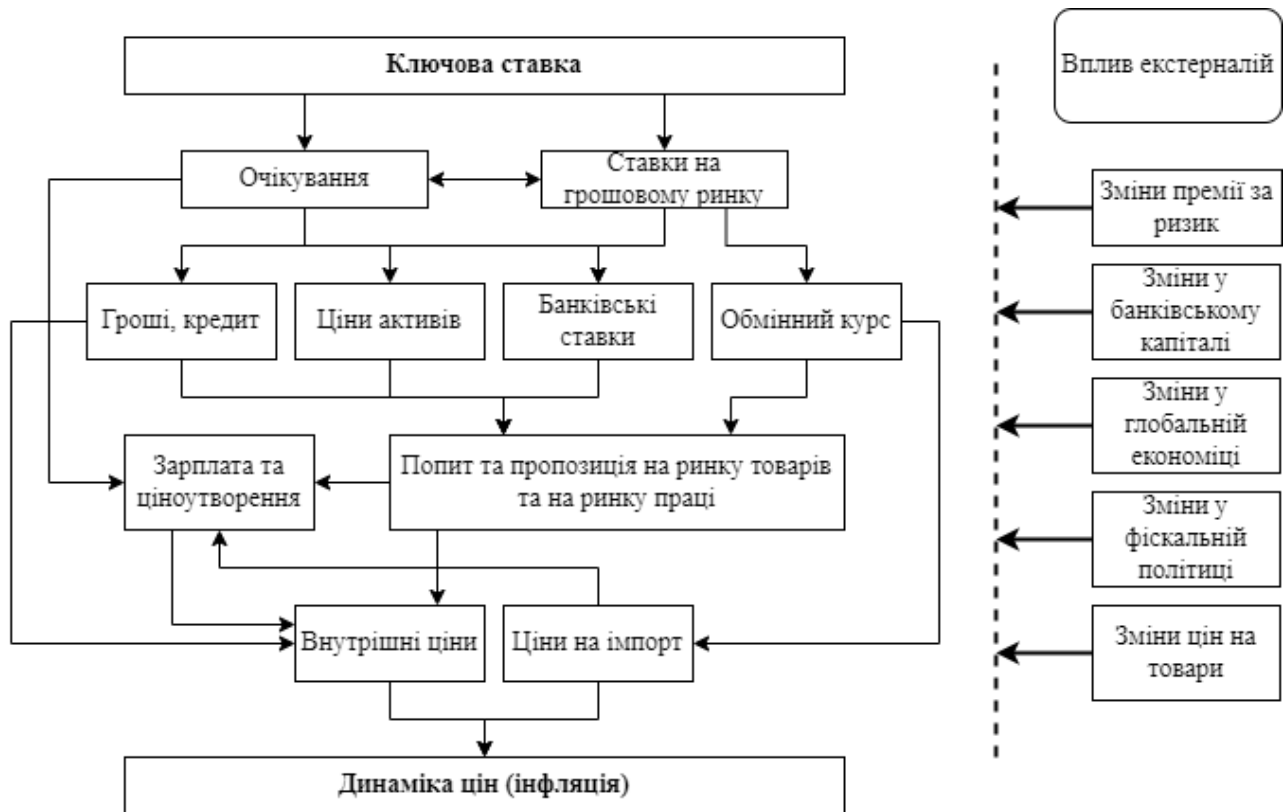 Ключова ставка
Вплив екстерналій
Очікування
Ставки на
грошовому ринку
Зміни премії за
ризик
Гроші, кредит
Ціни активів
Банківські
ставки
Обмінний курс
Зміни у
банківському
капіталі
Зміни у
глобальній
економіці
Зарплата та
ціноутворення
Попит та пропозиція на ринку товарів
та на ринку праці
Зміни у
фіскальній
політиці
Внутрішні ціни
Ціни на імпорт
Зміни цін на
товари
Динаміка цін (інфляція)